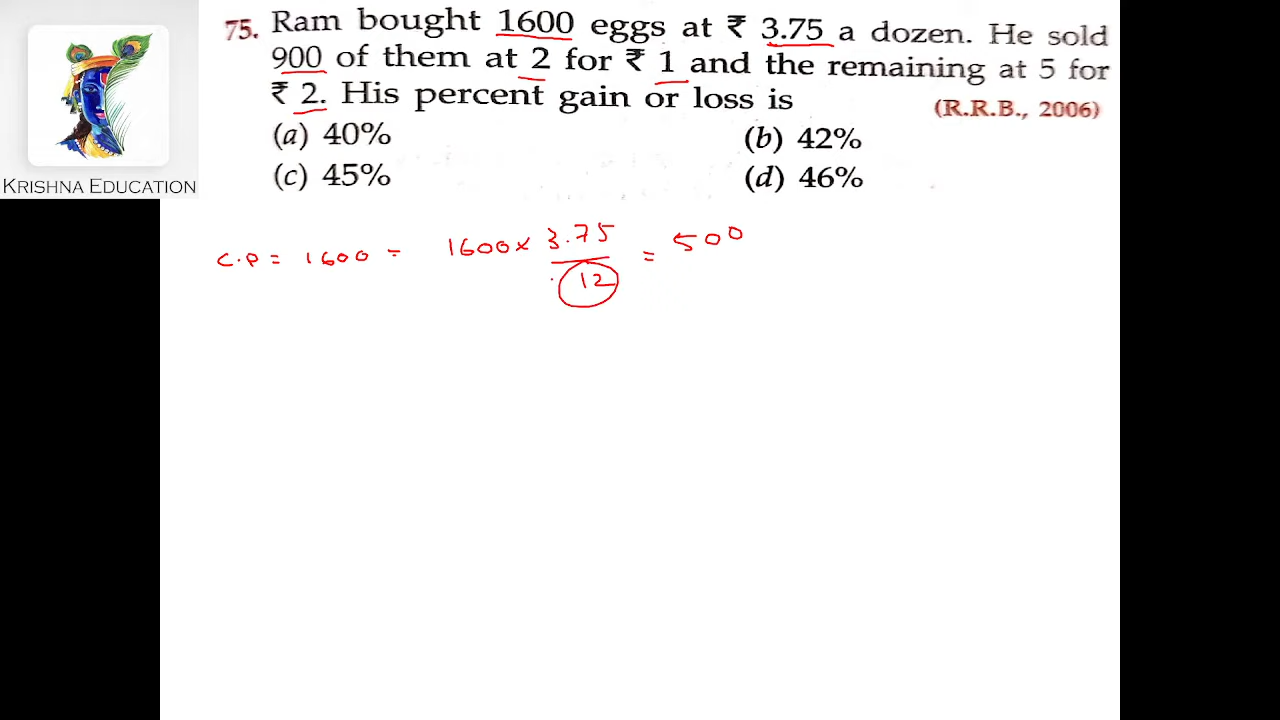 75. Ram bought 1600 eggs at ₹ 3.75 a dozen. He sold
900 of them at 2 for ₹ 1 and the remaining at 5 for
₹ 2. His percent gain or loss is (R.R.B., 2006)
(a) 40% (b) 42%
(c) 45% (d) 46%
KRISHNA EDUCATION
C.P = 1600 = 1600 × 3.75 / 12 = 500